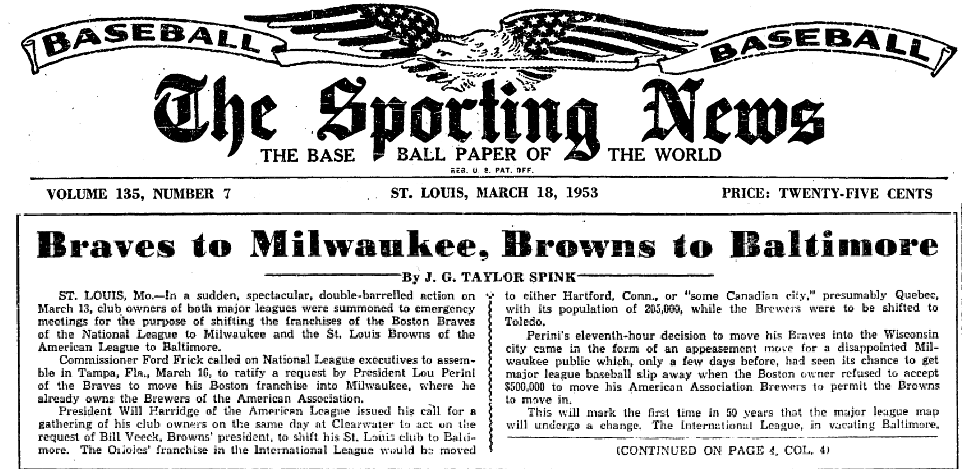 BASEBALL
BASEBALL
The Sporting News
THE BASE BALL PAPER OF THE WORLD
REG. U. S. PAT. OFF.
VOLUME 135, NUMBER 7
ST. LOUIS, MARCH 18, 1953
PRICE: TWENTY-FIVE CENTS
Braves to Milwaukee, Browns to Baltimore
By J. G. TAYLOR SPINK
ST. LOUIS, Mo.—In a sudden, spectacular, double-barrelled action on
March 13, club owners of both major leagues were summoned to emergency
meetings for the purpose of shifting the franchises of the Boston Braves
of the National League to Milwaukee and the St. Louis Browns of the
American League to Baltimore.
Commissioner Ford Frick called on National League executives to assem-
ble in Tampa, Fla., March 16, to ratify a request by President Lou Perini
of the Braves to move his Boston franchise into Milwaukee, where he
already owns the Brewers of the American Association.
President Will Harridge of the American League issued his call for a
gathering of his club owners on the same day at Clearwater to act on the
request of Bill Veeck, Browns' president, to shift his St. Louis club to Balti-
more. The Orioles' franchise in the International League would be moved
to either Hartford, Conn., or "some Canadian city," presumably Quebec,
with its population of while the Brewers were to be shifted to
Toledo.
Perini's eleventh-hour decision to move his Braves into the Wisconsin
city came in the form of an appeasement move for a disappointed Mil-
waukee public which, only a few days before, had seen its chance to get
major league baseball slip away when the Boston owner refused to accept
$500,000 to move his American Association Brewers to permit the Browns
to move in.
This will mark the first time in 50 years that the major league map
will undergo a change. The International League, in vacating Baltimore,
(CONTINUED ON PAGE 4, COL. 4)